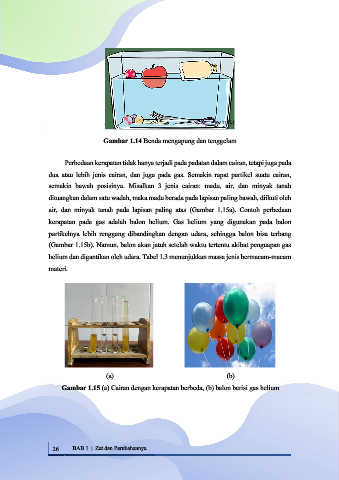 Gambar 1.14 Benda mengapung dan tenggelam
Perbedaan kerapatan tidak hanya terjadi pada padatan dalam cairan, tetapi juga pada
dua atau lebih jenis cairan, dan juga pada gas. Semakin rapat partikel suatu cairan,
semakin bawah posisinya. Misalkan 3 jenis cairan: madu, air, dan minyak tanah
dituangkan dalam satu wadah, maka madu berada pada lapisan paling bawah, diikuti oleh
air, dan minyak tanah pada lapisan paling atas (Gambar 1.15a). Contoh perbedaan
kerapatan pada gas adalah balon helium. Gas helium yang digunakan pada balon
partikelnya lebih renggang dibandingkan dengan udara, sehingga balon bisa terbang
(Gambar 1.15b). Namun, balon akan jatuh setelah waktu tertentu akibat penguapan gas
helium dan digantikan oleh udara. Tabel 1.3 menunjukkan massa jenis bermacam-macam
materi.
(a) (b)
Gambar 1.15 (a) Cairan dengan kerapatan berbeda, (b) balon berisi gas helium
26 BAB 1 | Zat dan Perubahannya